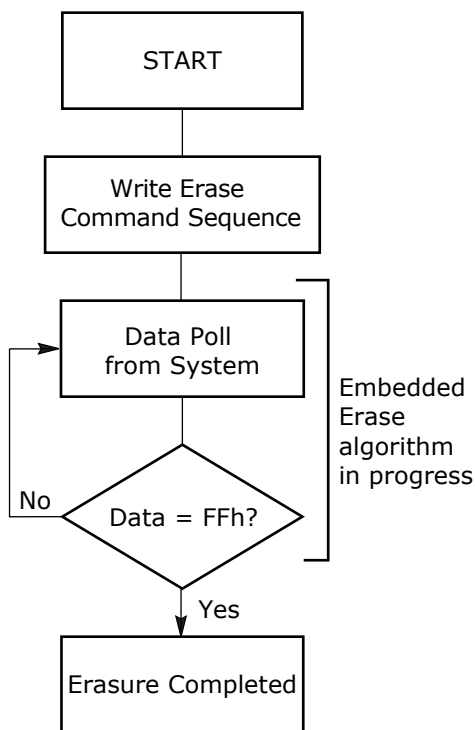 START
Write Erase
Command Sequence
Data Poll
from System
Embedded
Erase
algorithm
in progress
No
Data = FFh?
Yes
Erasure Completed